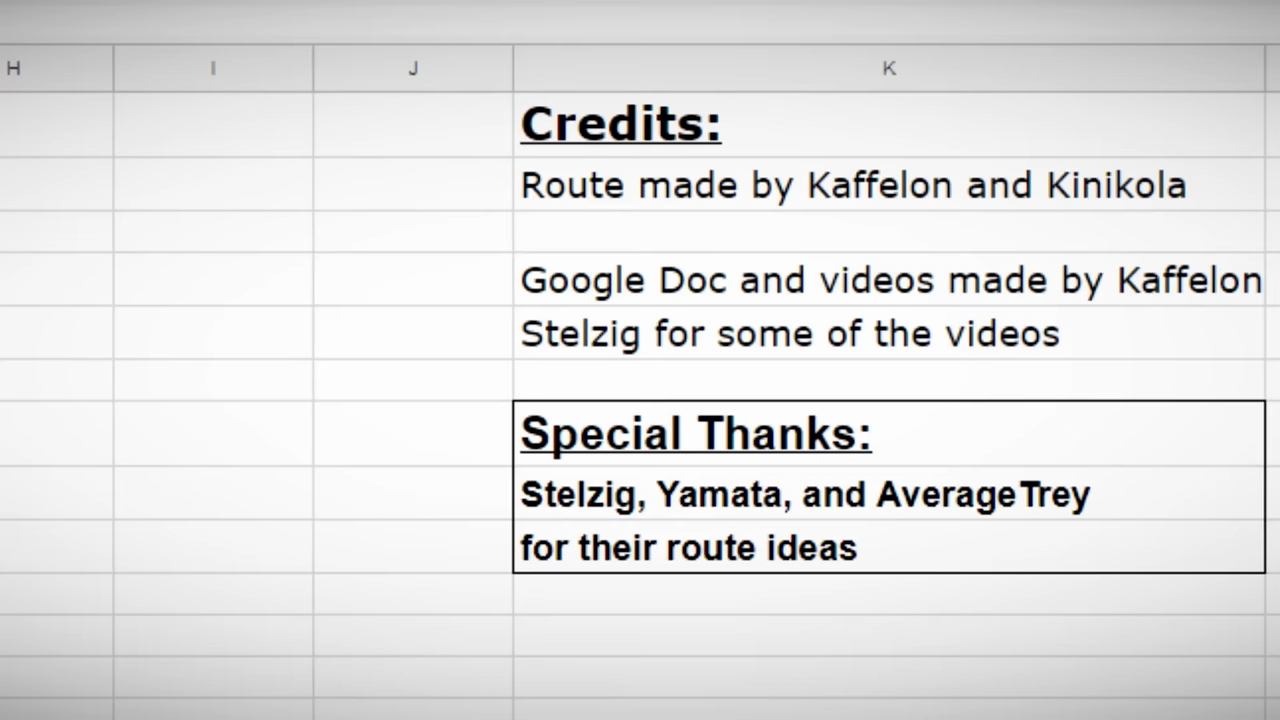 H I J K
Credits:
Route made by Kaffelon and Kinikola
Google Doc and videos made by Kaffelon
Stelzig for some of the videos
Special Thanks:
Stelzig, Yamata, and AverageTrey
for their route ideas